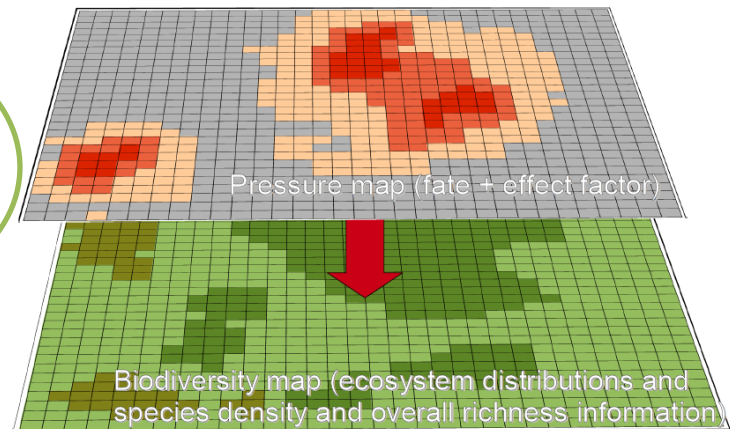 Pressure map (fate + effect factor)
Biodiversity map (ecosystem distributions and
species density and overall richness information)